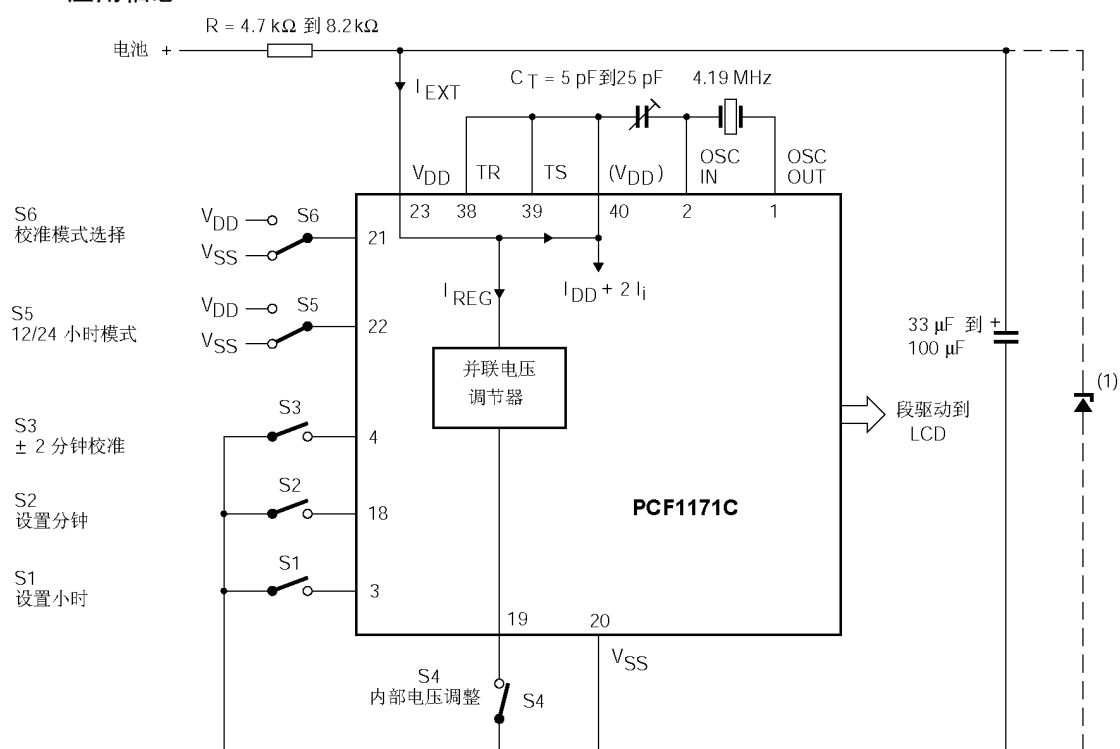 R = 4.7 kΩ 到 8.2kΩ
电池 +
I EXT
C T = 5 pF到25 pF
4.19 MHz
V DD
TR
TS
(V DD )
OSC IN
OSC OUT
23
38
39
40
2
1
S6
校准模式选择
V DD
S6
V SS
21
I REG
I DD + 2 I i
S5
12/24 小时模式
V DD
S5
V SS
22
33 μF 到 +
100 μF
并联电压
调节器
(1)
S3
± 2 分钟校准
S3
4
段驱动到
LCD
S2
设置分钟
S2
18
PCF1171C
S1
设置小时
S1
3
19
20
V SS
S4
内部电压调整
S4